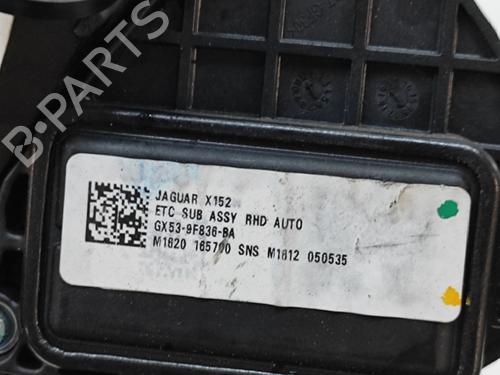 B-PARTS
JAGUAR X152
ETC SUB ASSY RHD AUTO
GX53-9F836-BA
M1820 165700 SNS M1812 050535